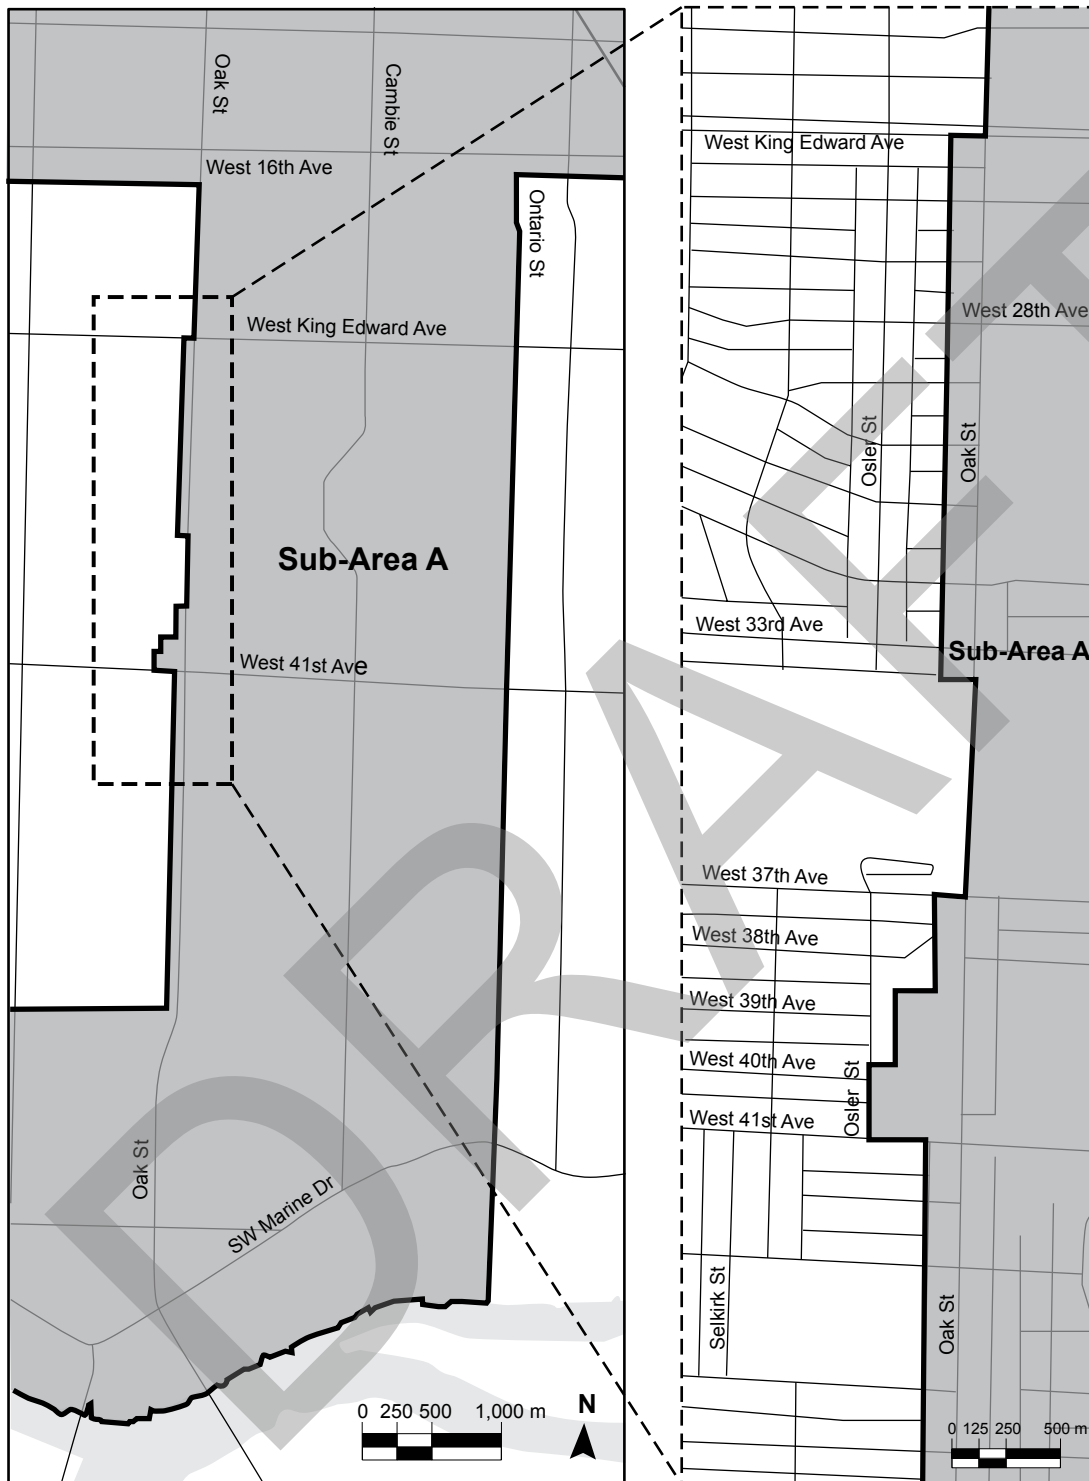 Oak St
Cambie St
West 16th Ave
Ontario St
West King Edward Ave
Sub-Area A
West 41st Ave
Oak St
SW Marine Dr
0 250 500 1,000 m
N
West King Edward Ave
West 28th Ave
Osler St
Oak St
West 33rd Ave
Sub-Area A
West 37th Ave
West 38th Ave
West 39th Ave
West 40th Ave
Osler St
West 41st Ave
Selkirk St
Oak St
0 125 250 500 m
DRAFT